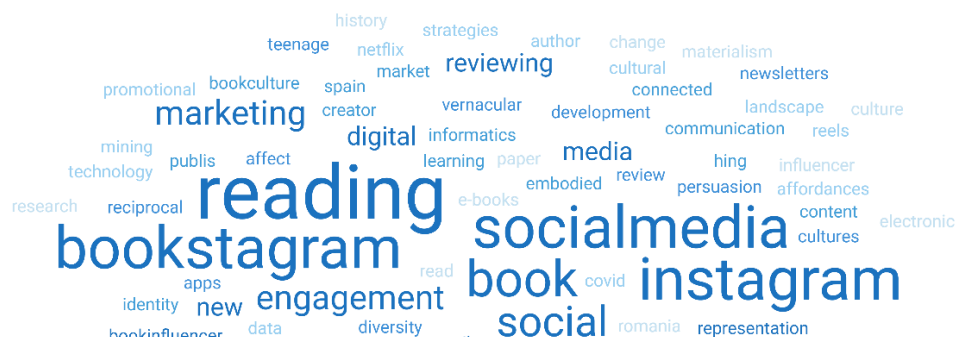 history
strategies
teenage
netflix
author
change
materialism
market
reviewing
cultural
newsletters
promotional
bookculture
spain
connected
marketing
creator
vernacular
development
landscape
culture
digital
informatics
communication
reels
mining
technology
publis
affect
learning
paper
media
hing
influencer
embodied
review
persuasion
affordances
research
reciprocal
reading
e-books
socialmedia
content
cultures
electronic
bookstagram
read
book
covid
instagram
apps
identity
new
engagement
social
romania
representation
bookinfluencer
data
diversity